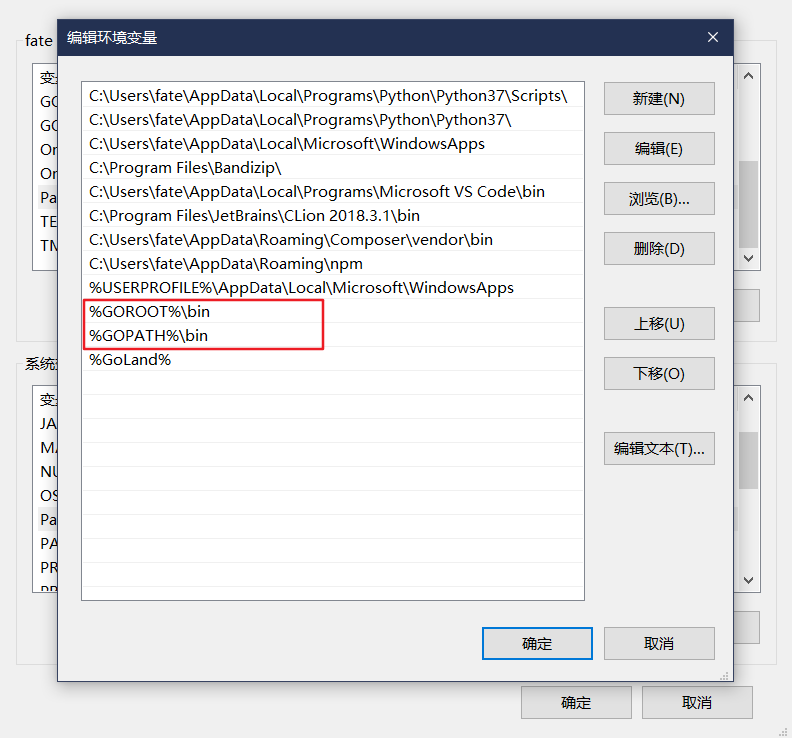 编辑环境变量
fate
变
GO
GO
Or
Or
Pa
TE
TM
C:\Users\fate\AppData\Local\Programs\Python\Python37\Scripts\
C:\Users\fate\AppData\Local\Programs\Python\Python37\
C:\Users\fate\AppData\Local\Microsoft\WindowsApps
C:\Program Files\Bandizip\
C:\Users\fate\AppData\Local\Programs\Microsoft VS Code\bin
C:\Program Files\JetBrains\CLion 2018.3.1\bin
C:\Users\fate\AppData\Roaming\Composer\vendor\bin
C:\Users\fate\AppData\Roaming\npm
%USERPROFILE%\AppData\Local\Microsoft\WindowsApps
%GOROOT%\bin
%GOPATH%\bin
%GoLand%
新建(N)
编辑(E)
浏览(B)...
删除(D)
上移(U)
下移(O)
编辑文本(T)...
系统
变
JA
MA
NU
OS
Pa
PA
PR
确定
取消
确定
取消